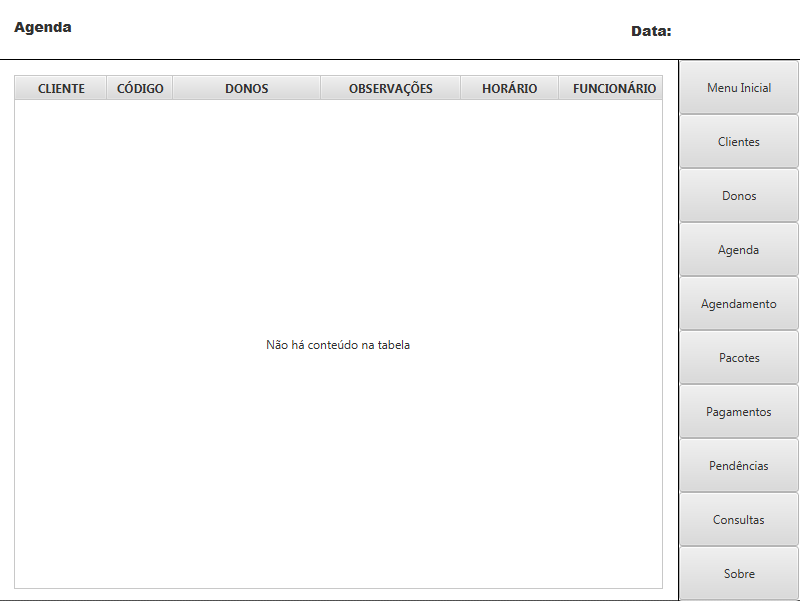 Agenda
Data:
CLIENTE CÓDIGO DONOS OBSERVAÇÕES HORÁRIO FUNCIONÁRIO
Não há conteúdo na tabela
Menu Inicial
Clientes
Donos
Agenda
Agendamento
Pacotes
Pagamentos
Pendências
Consultas
Sobre